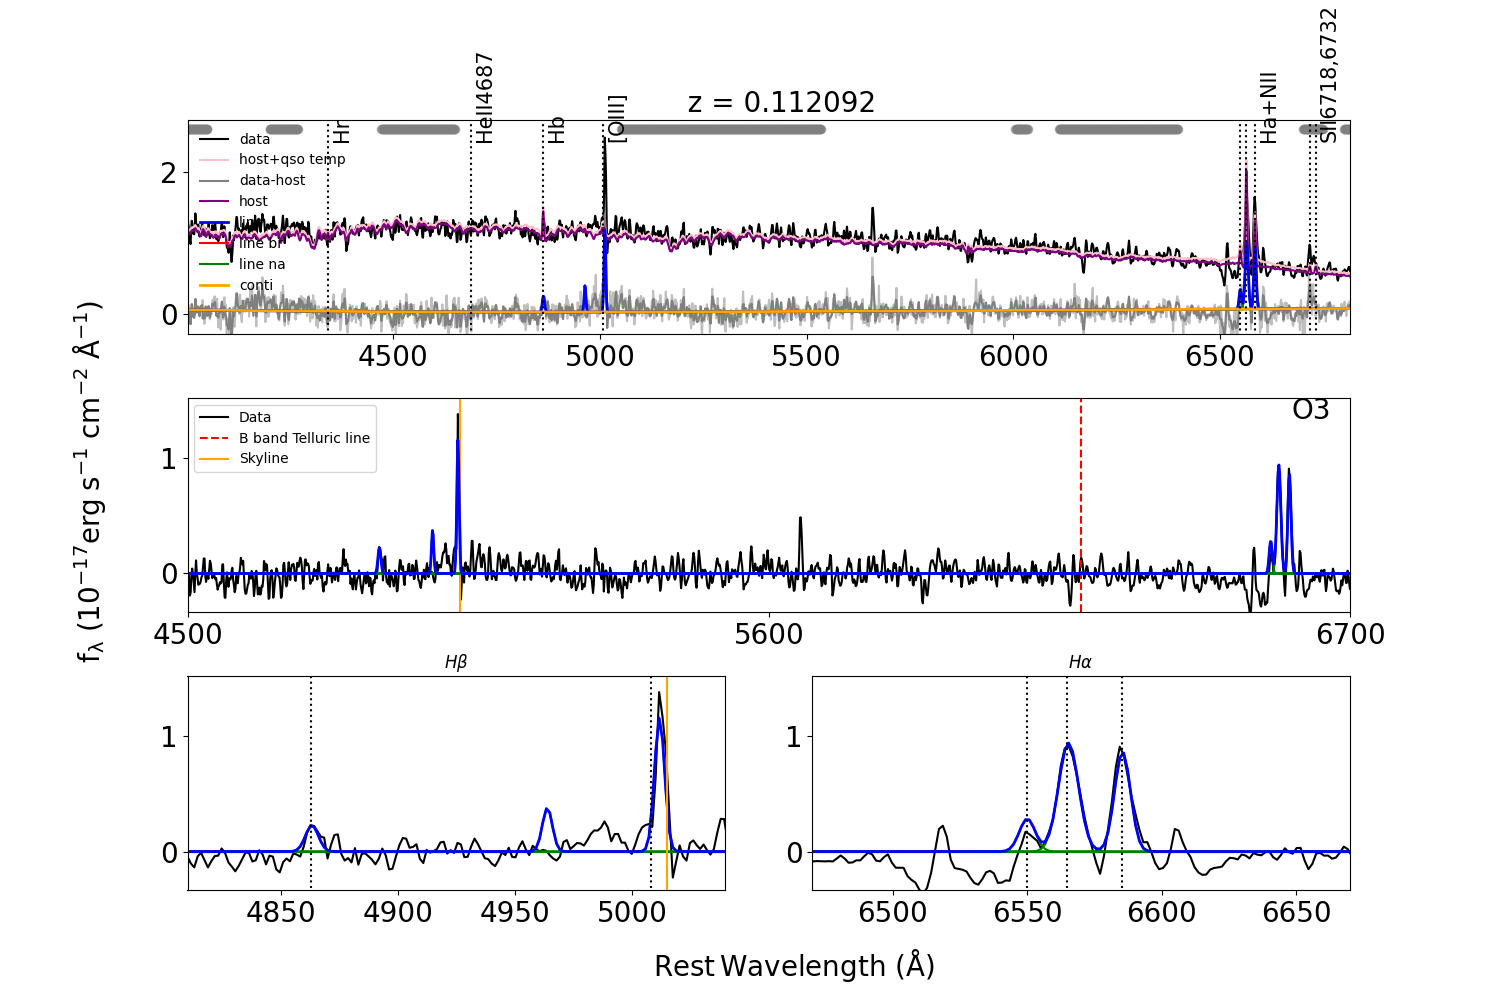 z = 0.112092
Hr
HeII4687
Hb
[OIII]
Ha+NII
SII6718,6732
data
host+qso temp
data-host
host
line
line br
line na
conti
2
0
4500
5000
5500
6000
6500
fλ (10−17erg s−1 cm−2 Å−1)
O3
Data
B band Telluric line
Skyline
1
0
4500
5600
6700
Hβ
1
0
4850
4900
4950
5000
Hα
1
0
6500
6550
6600
6650
Rest Wavelength (Å)